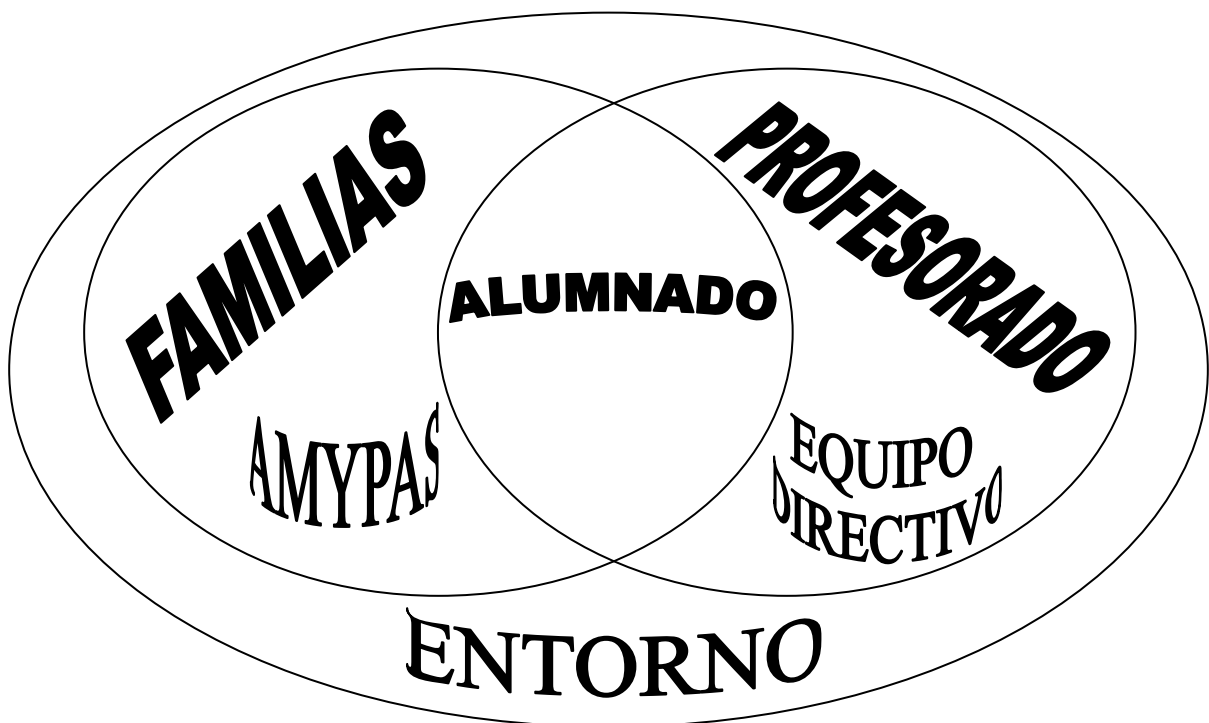 FAMILIAS
PROFESORADO
ALUMNADO
AMYPAS
EQUIPO
DIRECTIVO
ENTORNO